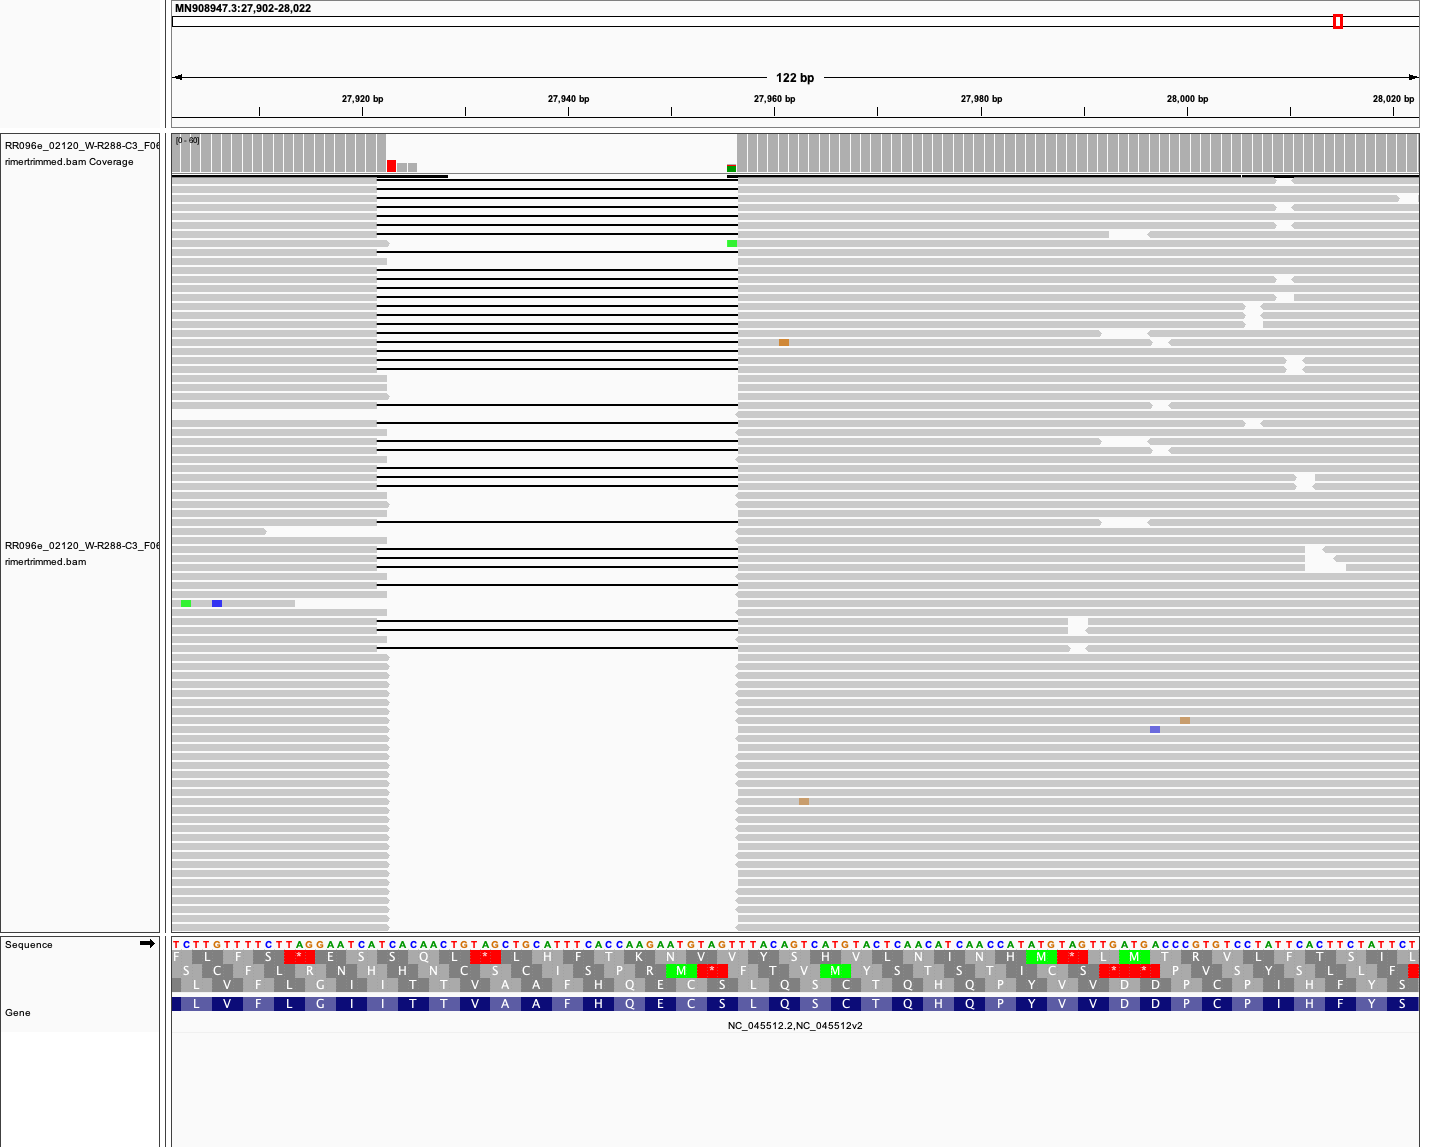 MN908947.3:27,902-28,022
122 bp
27,920 bp 27,940 bp 27,960 bp 27,980 bp 28,000 bp 28,020 bp
RR096e_02120_W-R288-C3_F06
rimertrimmed.bam Coverage
[0 - 60]
RR096e_02120_W-R288-C3_F06
rimertrimmed.bam
Sequence
TCTTGTTTTCTTAGGAATCATCACAACTGTAGCTGCATTTCACCAAGAATGTAGTTTACAGTCATGTACTCAACATCAACCATATGTAGTTGATGACCCGTGTCCTATTCACTTCTATTCT
F L F S * E S S Q L * L H F T K N V V Y S H V L N I N H M * L M T R V L F T S I L
S C F L R N H H N C S C I S P R M * F T V M Y S T S T I C S * * P V S Y S L L F
L V F L G I I T T V A A F H Q E C S L Q S C T Q H Q P Y V V D D P C P I H F Y S
Gene
L V F L G I I T T V A A F H Q E C S L Q S C T Q H Q P Y V V D D P C P I H F Y S
NC_045512.2,NC_045512v2